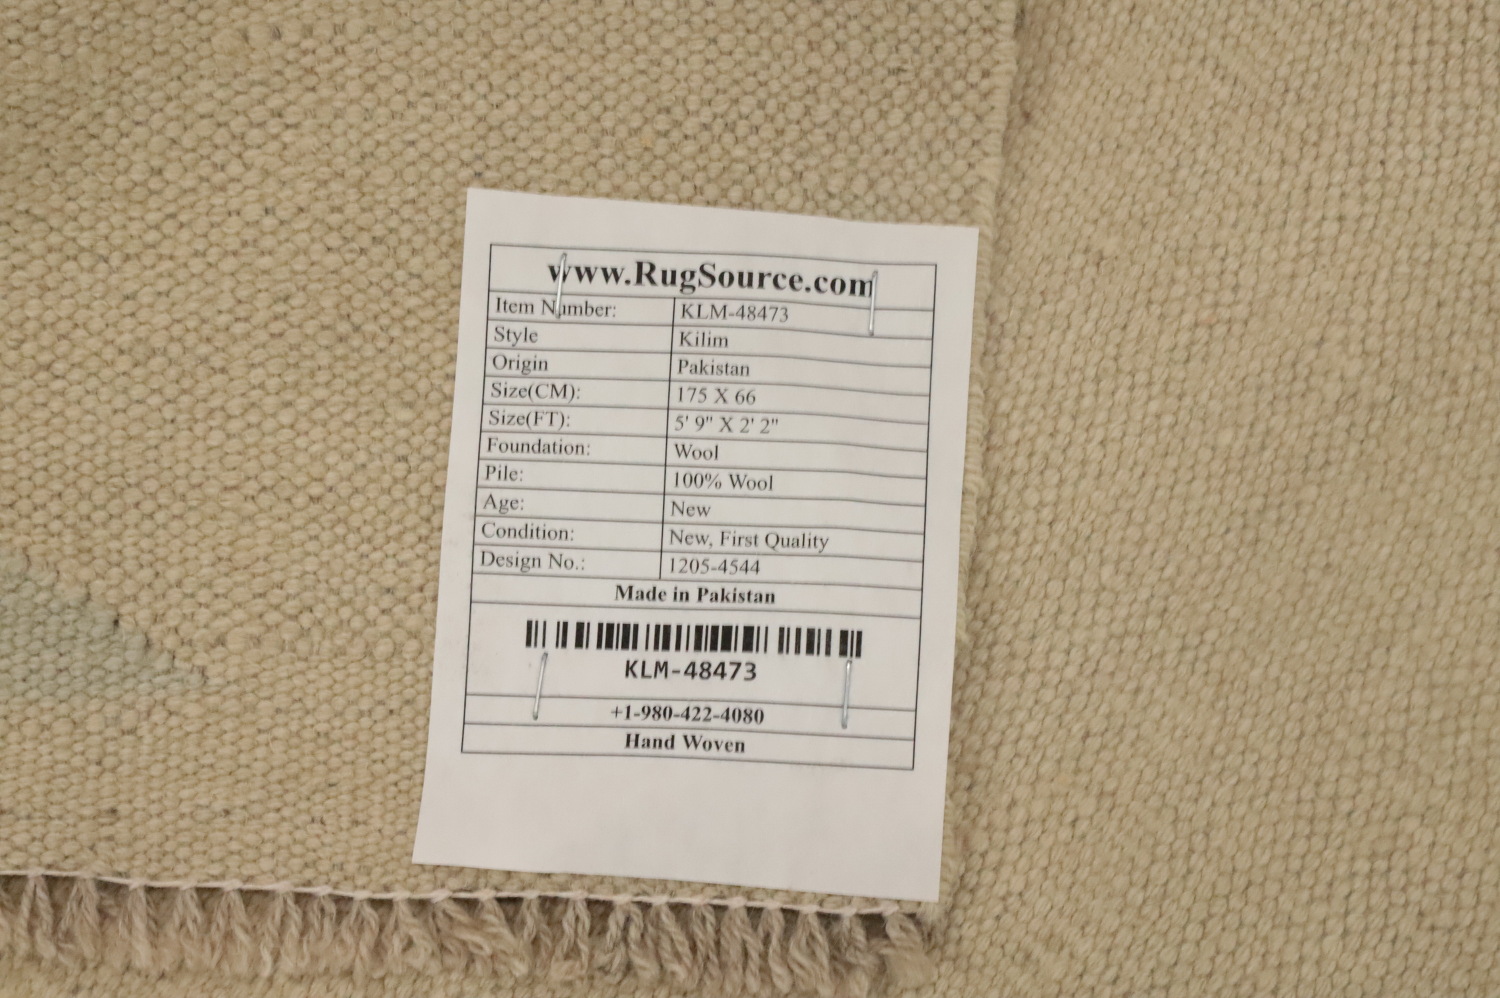 www.RugSource.com
Item Number: KLM-48473
Style Kilim
Origin Pakistan
Size(CM): 175 X 66
Size(FT): 5' 9" X 2' 2"
Foundation: Wool
Pile: 100% Wool
Age: New
Condition: New, First Quality
Design No.: 1205-4544
Made in Pakistan
KLM-48473
+1-980-422-4080
Hand Woven